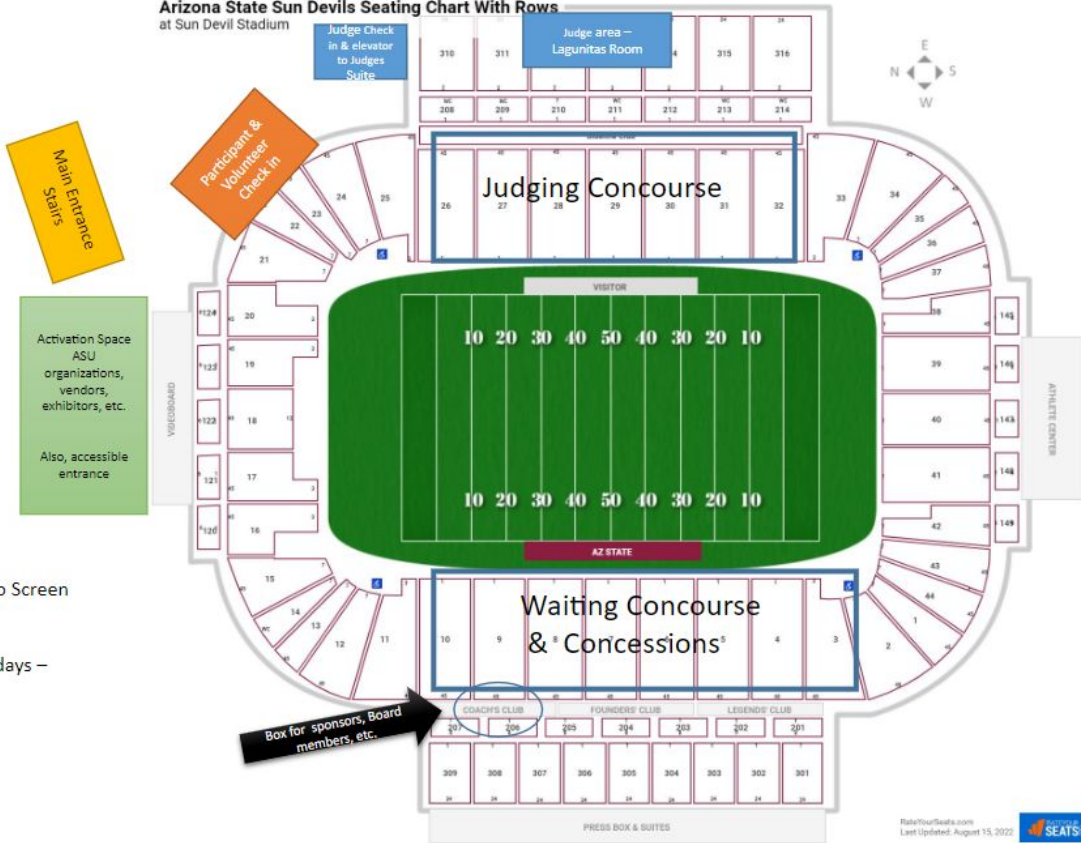 Arizona State Sun Devils Seating Chart With Rows
at Sun Devil Stadium
Judge Check
in & elevator
to Judges
Suite
Judge area –
Lagunitas Room
310 311 315 316
E
N S
W
208 209 210 211 212 213 214
Participant &
Volunteer
Check in
Main Entrance
Stairs
Judging Concourse
26 27 28 29 30 31 32
21 22 23 24 25
33 34 35 36 37
VISITOR
20 19 18 17 16
38 39 40 41 42
Activation Space
ASU
organizations,
vendors,
exhibitors, etc.
Also, accessible
entrance
VIDEOBOARD
ATHLETE CENTER
10 20 30 40 50 40 30 20 10
10 20 30 40 50 40 30 20 10
AZ STATE
15 14 13 12 11
43 44 1 2
o Screen
days –
Waiting Concourse
& Concessions
10 9 8 7 5 4 3
Box for sponsors, Board
members, etc.
COACH'S CLUB FOUNDERS' CLUB LEGENDS' CLUB
207 206 205 204 203 202 201
309 308 307 306 305 304 303 302 301
PRESS BOX & SUITES
RateYourSeats.com
Last Updated: August 15, 2022
RATEYOUR
SEATS